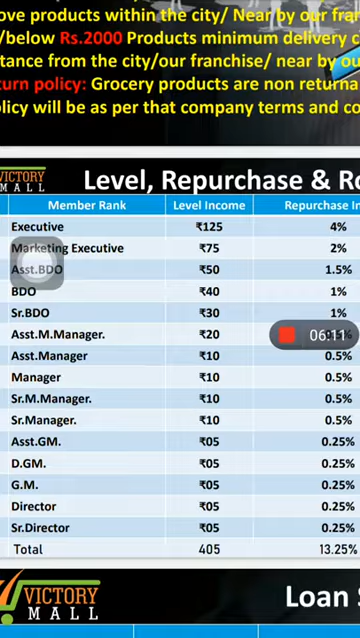 ove products within the city/ Near by our fran
/below Rs.2000 Products minimum delivery c
tance from the city/our franchise/ near by ou
turn policy: Grocery products are non returna
olicy will be as per that company terms and co
VICTORY
MALL
Level, Repurchase & Ro
Member Rank Level Income Repurchase In
Executive ₹125 4%
Marketing Executive ₹75 2%
Asst.BDO ₹50 1.5%
BDO ₹40 1%
Sr.BDO ₹30 1%
Asst.M.Manager. ₹20 0.5%
06:11
Asst.Manager ₹10 0.5%
Manager ₹10 0.5%
Sr.M.Manager. ₹10 0.5%
Sr.Manager. ₹10 0.5%
Asst.GM. ₹05 0.25%
D.GM. ₹05 0.25%
G.M. ₹05 0.25%
Director ₹05 0.25%
Sr.Director ₹05 0.25%
Total 405 13.25%
VICTORY
MALL
Loan S